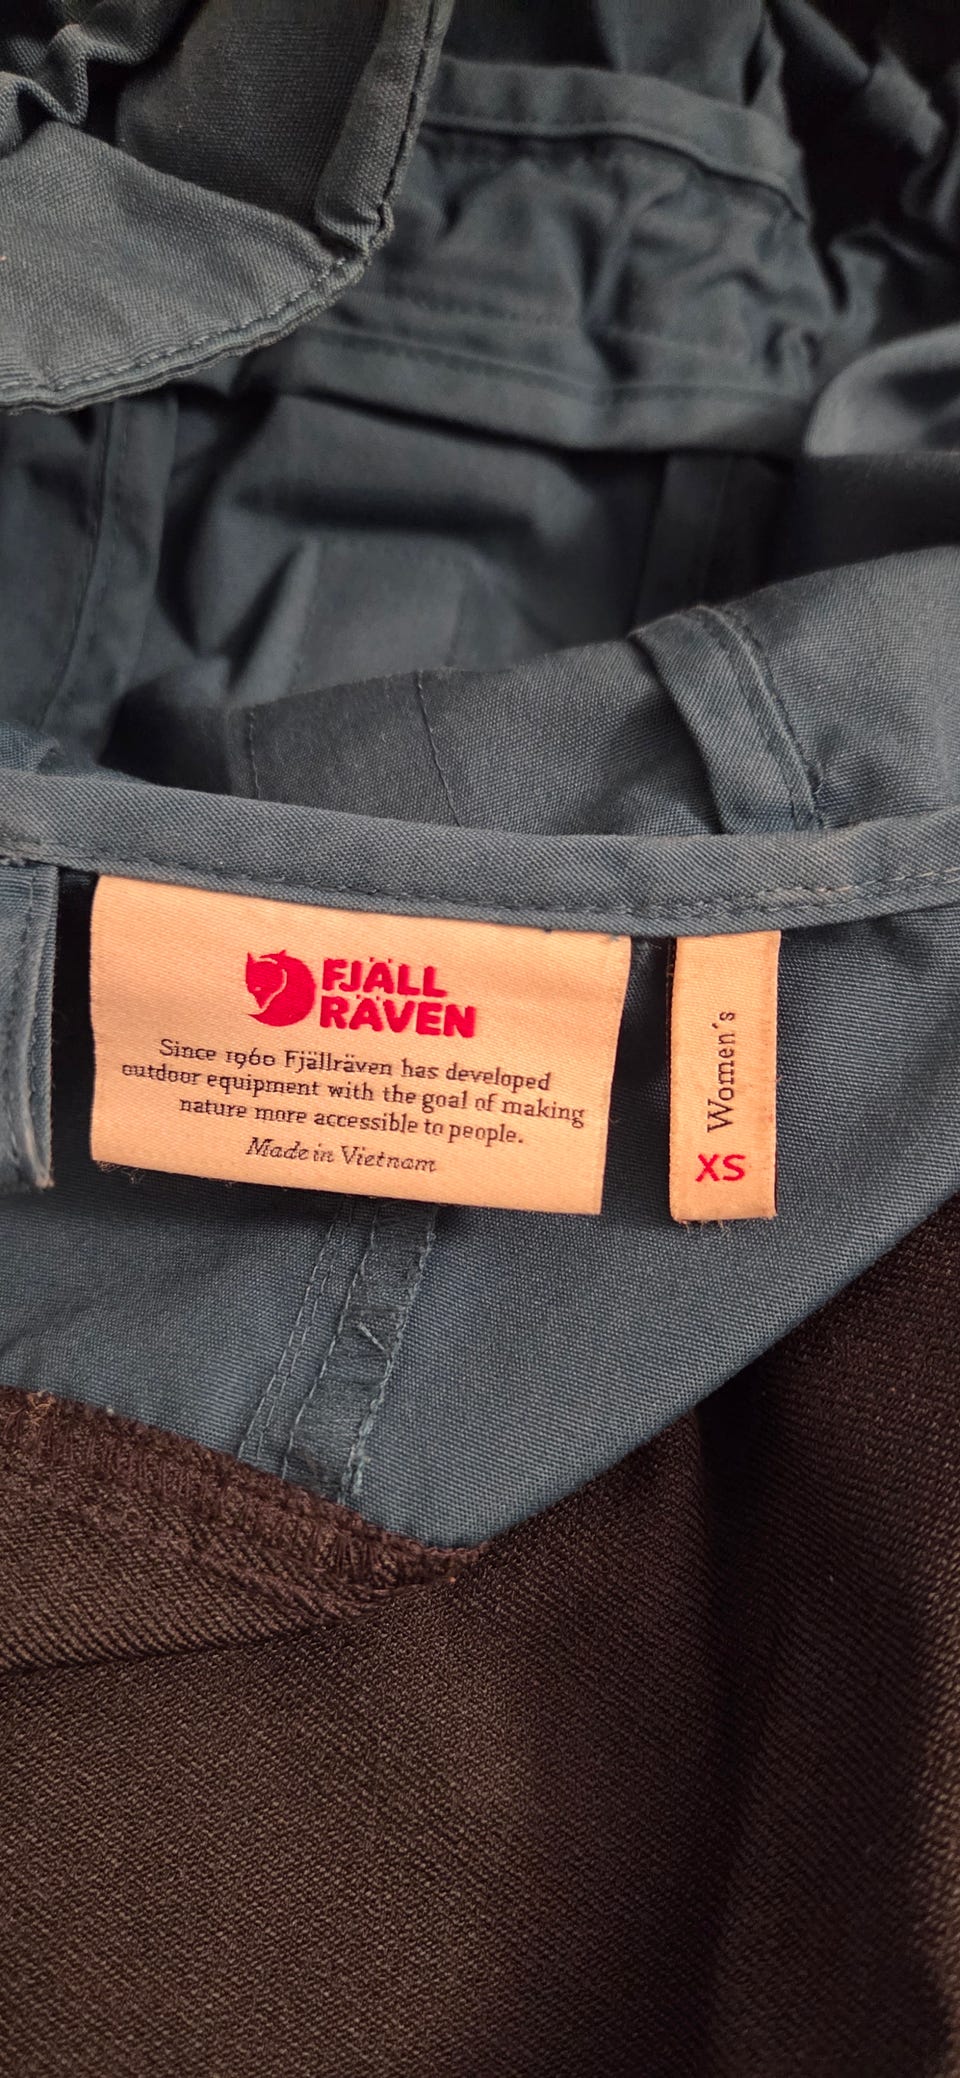 FJÄLL
RÄVEN
Since 1960 Fjällräven has developed
outdoor equipment with the goal of making
nature more accessible to people.
Made in Vietnam
Women's
XS